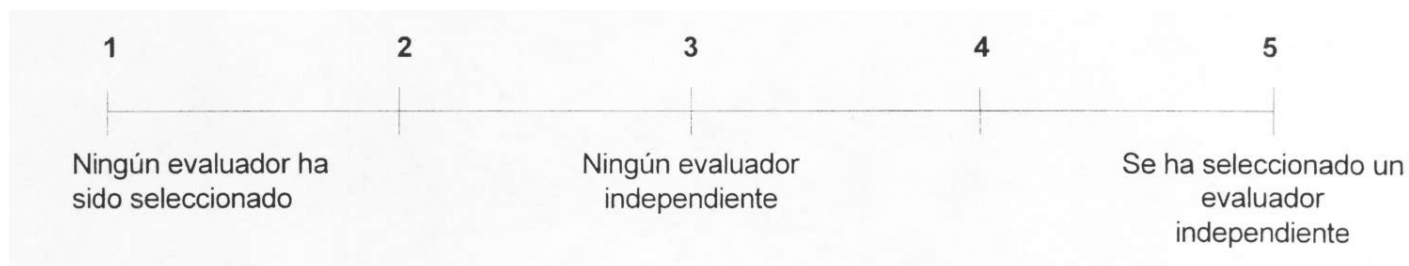 1 2 3 4 5
Ningún evaluador ha
sido seleccionado
Ningún evaluador
independiente
Se ha seleccionado un
evaluador
independiente